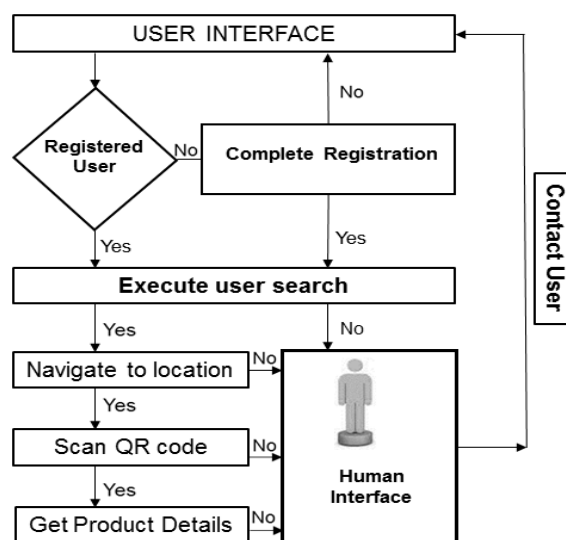 USER INTERFACE
No
Registered
User
No
Complete Registration
Yes
Yes
Execute user search
Yes
No
Navigate to location
No
Yes
Scan QR code
No
Yes
Get Product Details
No
Human
Interface
Contact User